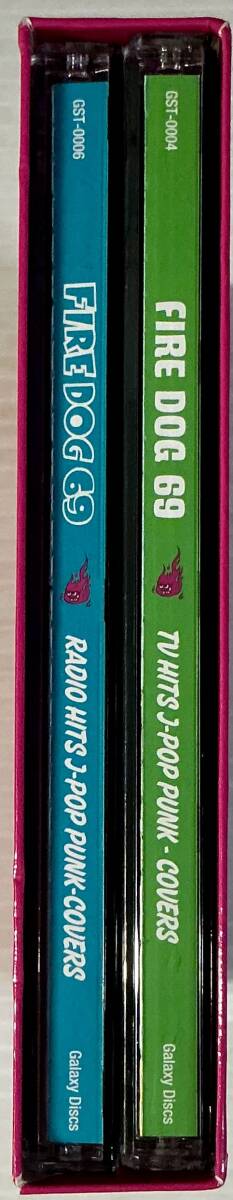 GST-0006
FIRE DOG 69
RADIO HITS J-POP PUNK-COVERS
Galaxy Discs
GST-0004
FIRE DOG 69
TV HITS J-POP PUNK - COVERS
Galaxy Discs